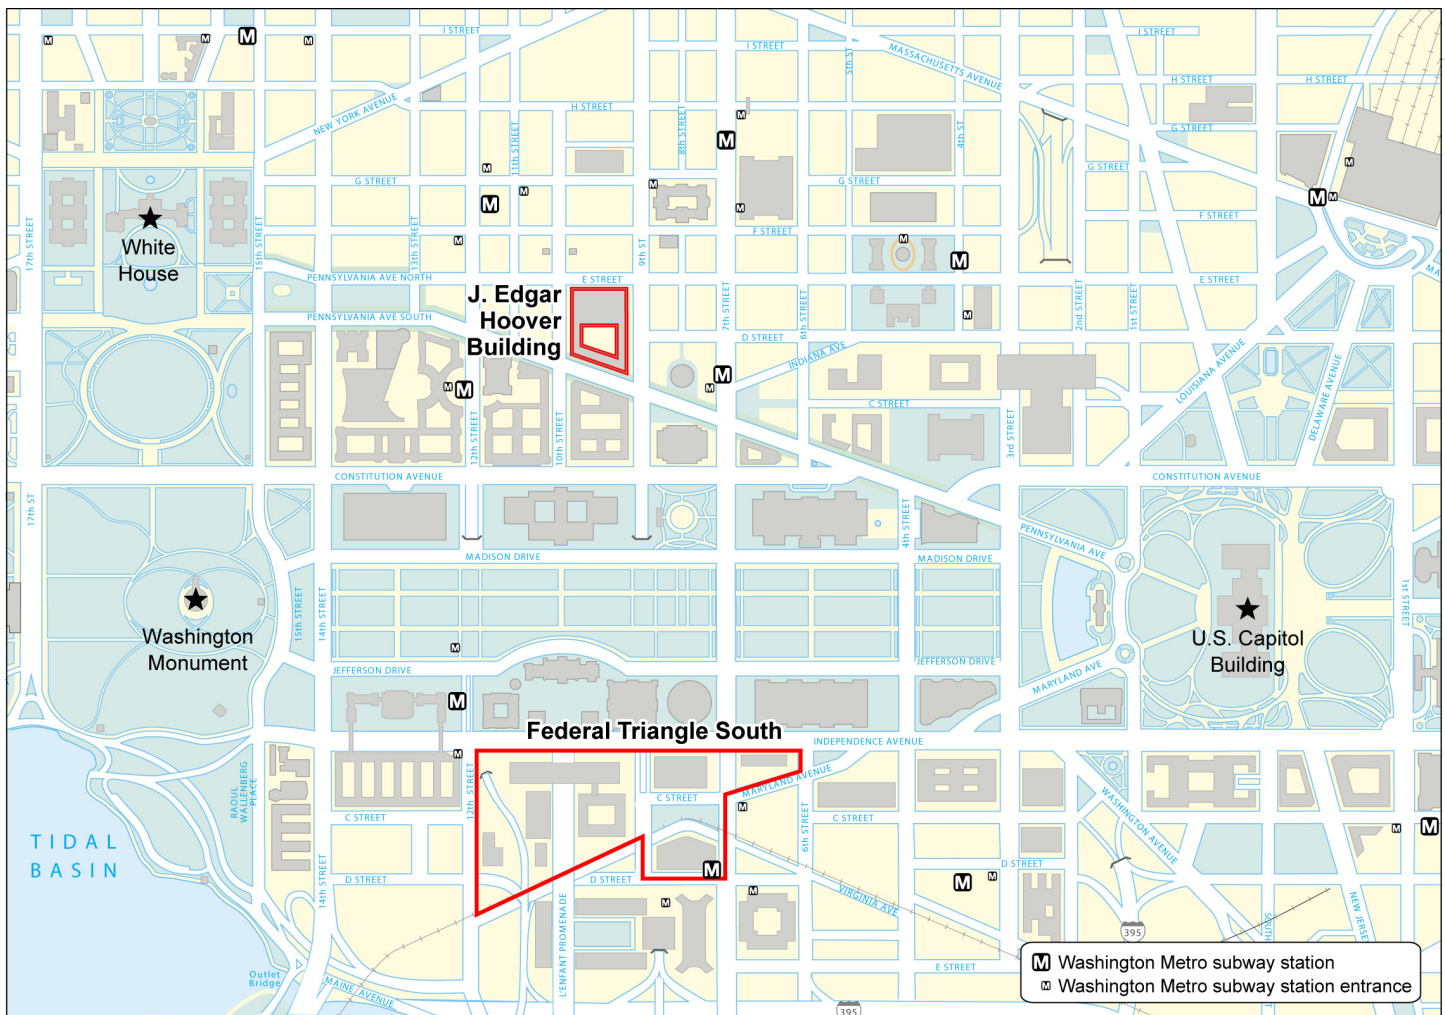 I STREET
I STREET
I STREET
5th ST
MASSACHUSETTS AVENUE
H STREET
H STREET
H STREET
NEW YORK AVENUE
11th STREET
8th STREET
4th ST
G STREET
G STREET
G STREET
G STREET
17th STREET
15th STREET
13th STREET
9th ST
F STREET
F STREET
White
House
PENNSYLVANIA AVE NORTH
E STREET
E STREET
J. Edgar
Hoover
Building
PENNSYLVANIA AVE SOUTH
7th STREET
6th STREET
2nd STREET
1st STREET
D STREET
INDIANA AVE
LOUISIANA AVENUE
DELAWARE AVENUE
C STREET
12th STREET
10th STREET
3rd STREET
CONSTITUTION AVENUE
CONSTITUTION AVENUE
17th ST
4th STREET
PENNSYLVANIA AVE
MADISON DRIVE
MADISON DRIVE
15th STREET
14th STREET
1st STREET
Washington
Monument
U.S. Capitol
Building
JEFFERSON DRIVE
JEFFERSON DRIVE
MARYLAND AVE
Federal Triangle South
INDEPENDENCE AVENUE
RAOUL
WALLENBERG
PLACE
12th STREET
MARYLAND AVENUE
C STREET
C STREET
C STREET
6th STREET
WASHINGTON AVENUE
TIDAL
BASIN
D STREET
D STREET
D STREET
14th STREET
VIRGINIA AVE
L'ENFANT PROMENADE
NEW JERSEY
395
Outlet
Bridge
MAINE AVENUE
E STREET
M Washington Metro subway station
M Washington Metro subway station entrance
395